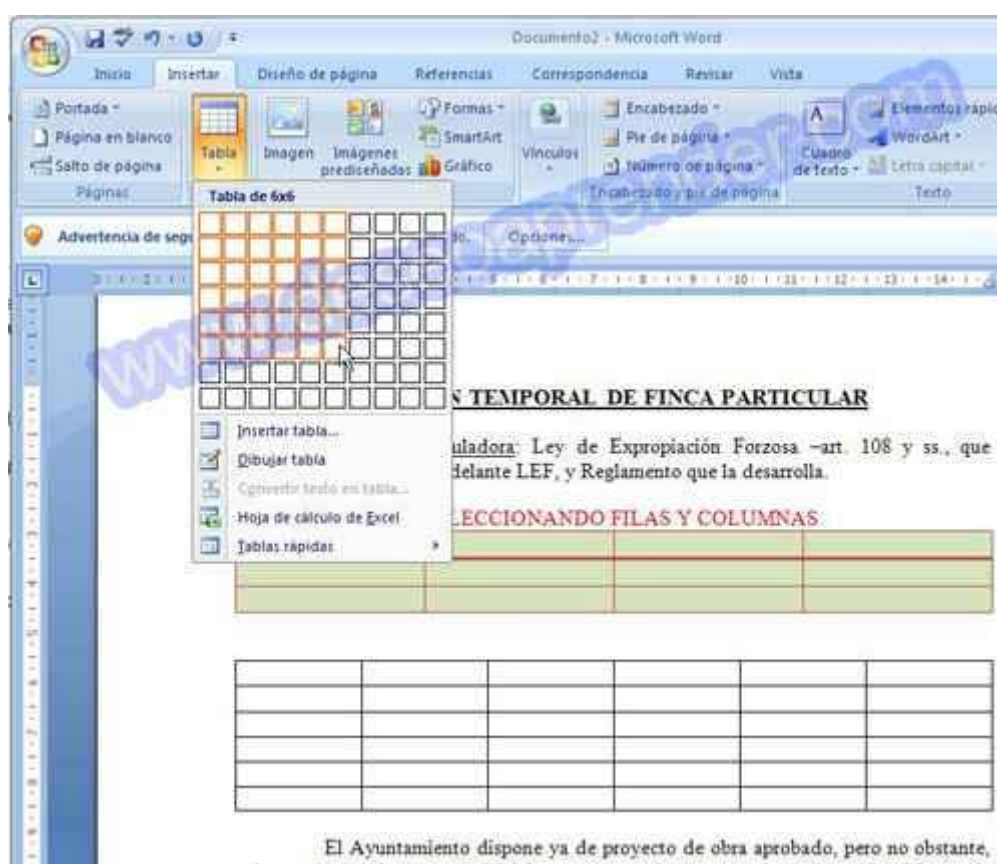 Documento2 - Microsoft Word
Inicio Insertar Diseño de página Referencias Correspondencia Revisar Vista
Portada
Página en blanco
Salto de página
Páginas
Tabla
Imagen
Imágenes prediseñadas
Formas
SmartArt
Gráfico
Vínculos
Encabezado
Pie de página
Número de página
Encabezado y pie de página
A
Cuadro de texto
Elementos rápi
WordArt
Letra capital
Texto
Advertencia de segu
do. Opciones...
Tabla de 6x6
Insertar tabla...
Dibujar tabla
Convertir texto en tabla...
Hoja de cálculo de Excel
Tablas rápidas
N TEMPORAL DE FINCA PARTICULAR
uladora: Ley de Expropiación Forzosa –art. 108 y ss., que
delante LEF, y Reglamento que la desarrolla.
LECCIONANDO FILAS Y COLUMNAS
El Ayuntamiento dispone ya de proyecto de obra aprobado, pero no obstante,